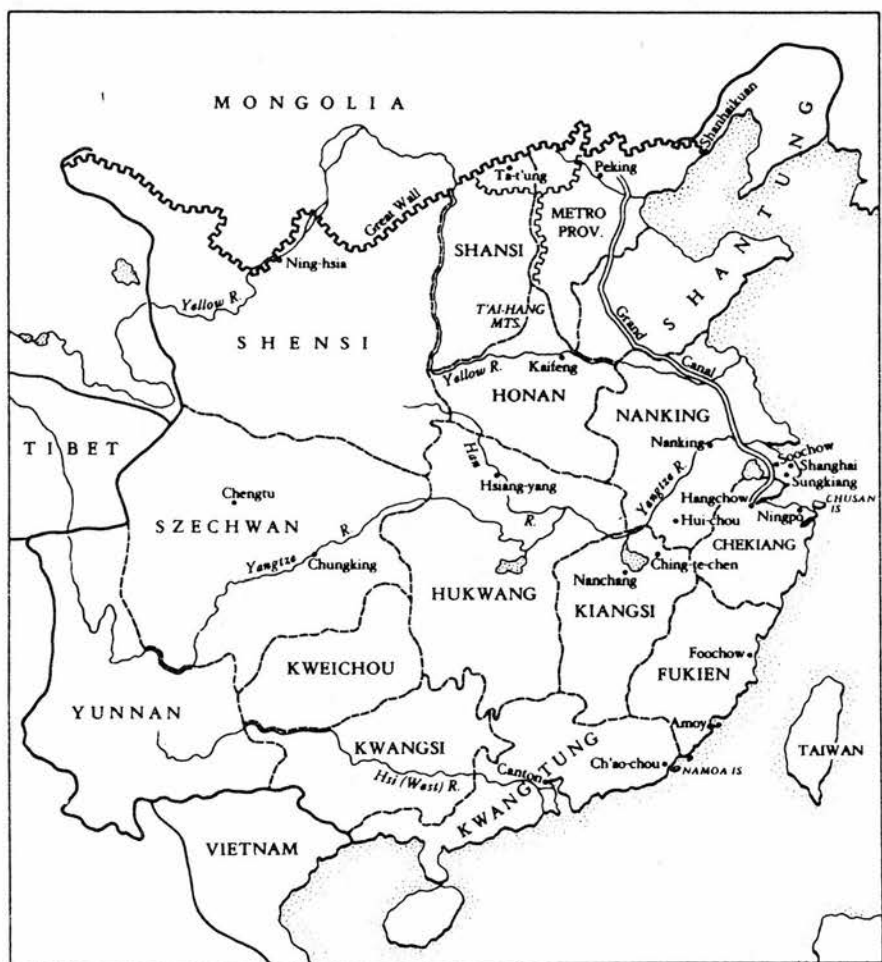 MONGOLIA
Shanhaikuan
Ta-t'ung
Peking
Great Wall
METRO
PROV.
SHANTUNG
SHANSI
Ning-hsia
Yellow R.
T'AI-HANG
MTS.
Grand
Canal
SHENSI
Yellow R.
Kaifeng
HONAN
NANKING
TIBET
Han
R.
Nanking
Soochow
Shanghai
Sungkiang
Hsiang-yang
Yangtze R.
Hangchow
CHUSAN
IS
Chengtu
Hui-chou
Ningpo
SZECHWAN
CHEKIANG
Yangtze R
Chungking
Ching-te-chen
Nanchang
HUKWANG
KIANGSI
Foochow
KWEICHOU
FUKIEN
YUNNAN
Amoy
KWANGSI
TAIWAN
Canton
KWANGTUNG
Ch'ao-chou
NAMOA IS
Hsi (West) R.
VIETNAM